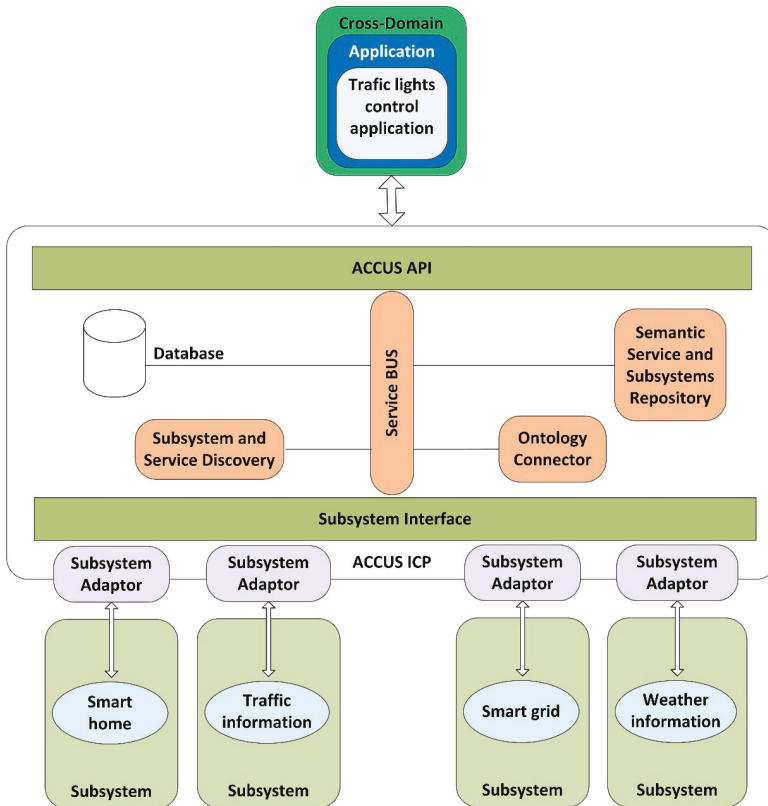 Cross-Domain
Application
Trafic lights
control
application
ACCUS API
Database
Service BUS
Semantic
Service and
Subsystems
Repository
Subsystem and
Service Discovery
Ontology
Connector
Subsystem Interface
ACCUS ICP
Subsystem
Adaptor
Subsystem
Adaptor
Subsystem
Adaptor
Subsystem
Adaptor
Smart
home
Traffic
information
Smart grid
Weather
information
Subsystem
Subsystem
Subsystem
Subsystem